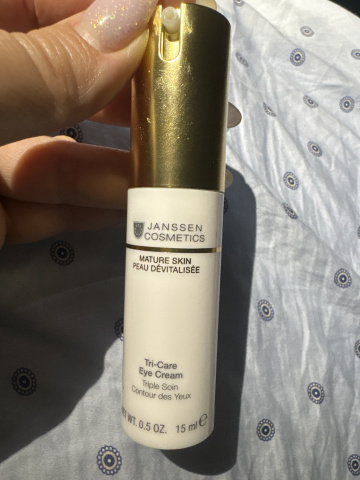 JANSSEN
COSMETICS
MATURE SKIN
PEAU DÉVITALISÉE
Tri-Care
Eye Cream
Triple Soin
Contour des Yeux
WT. 0.5 OZ. 15 ml ℮